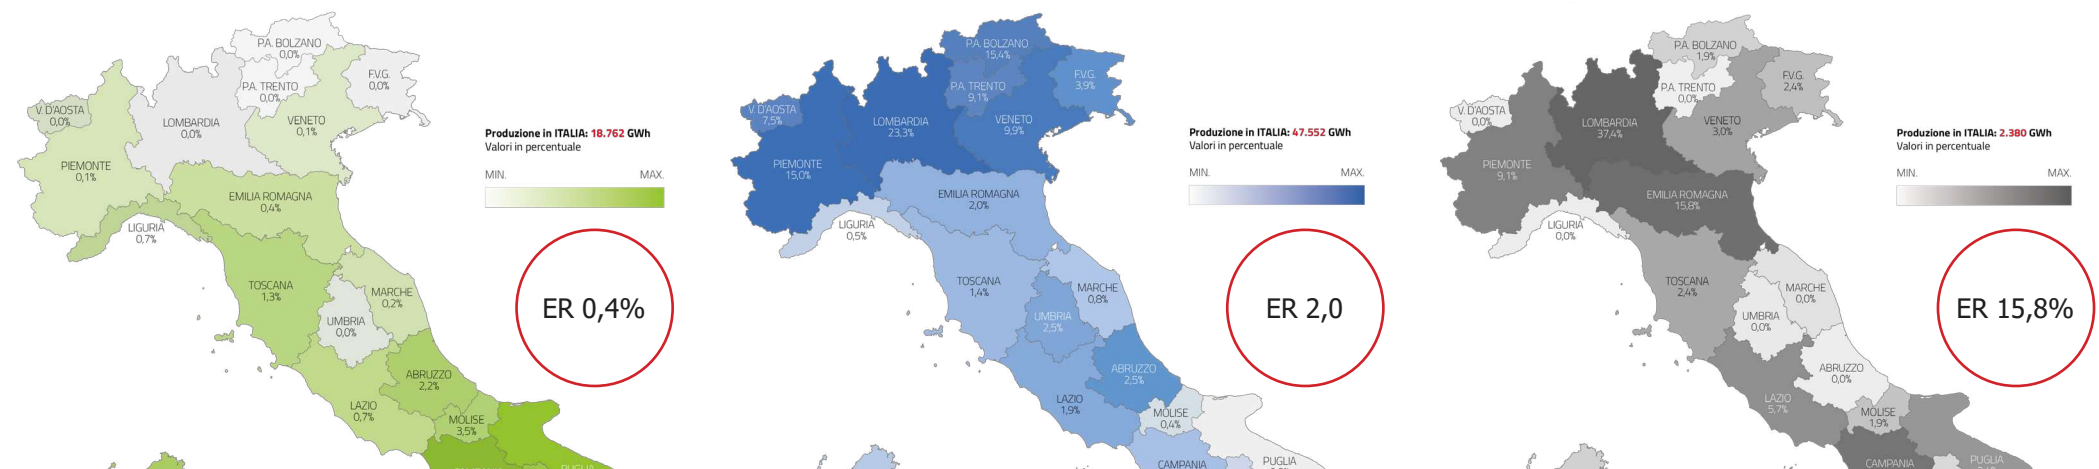 P.A. BOLZANO
0,0%
P.A. TRENTO
0,0%
F.V.G.
0,0%
V. D'AOSTA
0,0%
LOMBARDIA
0,0%
VENETO
0,1%
PIEMONTE
0,1%
EMILIA ROMAGNA
0,4%
LIGURIA
0,7%
TOSCANA
1,3%
MARCHE
0,2%
UMBRIA
0,0%
ABRUZZO
2,2%
LAZIO
0,7%
MOLISE
3,5%
PUGLIA
Produzione in ITALIA: 18.762 GWh
Valori in percentuale
MIN. MAX.
ER 0,4%
P.A. BOLZANO
15,4%
P.A. TRENTO
9,1%
F.V.G.
3,9%
V. D'AOSTA
7,5%
LOMBARDIA
23,3%
VENETO
9,9%
PIEMONTE
15,0%
EMILIA ROMAGNA
2,0%
LIGURIA
0,5%
TOSCANA
1,4%
MARCHE
0,8%
UMBRIA
2,5%
ABRUZZO
2,5%
LAZIO
1,9%
MOLISE
0,4%
CAMPANIA
PUGLIA
Produzione in ITALIA: 47.552 GWh
Valori in percentuale
MIN. MAX.
ER 2,0
P.A. BOLZANO
1,9%
P.A. TRENTO
0,0%
F.V.G.
2,4%
V. D'AOSTA
0,0%
LOMBARDIA
37,4%
VENETO
3,0%
PIEMONTE
9,1%
EMILIA ROMAGNA
15,8%
LIGURIA
0,0%
TOSCANA
2,4%
MARCHE
0,0%
UMBRIA
0,0%
ABRUZZO
0,0%
LAZIO
5,7%
MOLISE
1,9%
CAMPANIA
PUGLIA
Produzione in ITALIA: 2.380 GWh
Valori in percentuale
MIN. MAX.
ER 15,8%